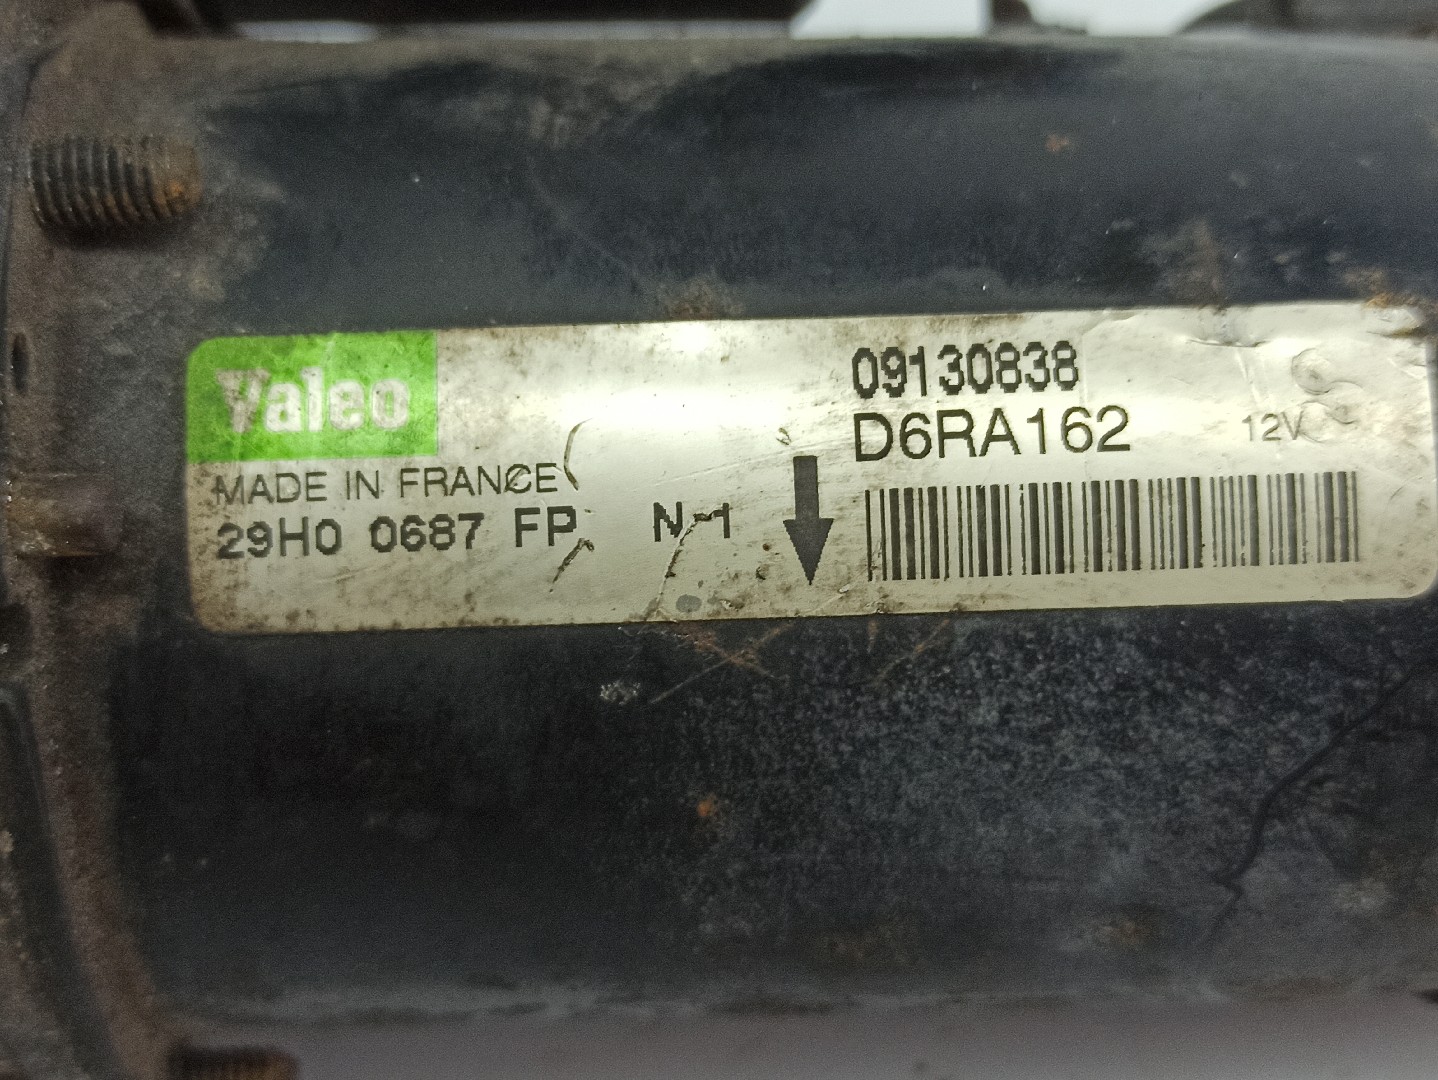 Valeo
09130838
D6RA162 12V
MADE IN FRANCE
29H0 0687 FP N-1